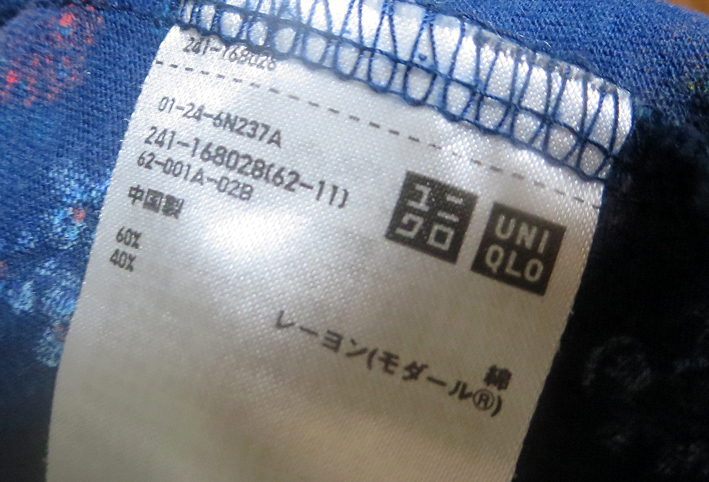 241-168028
01-24-6N237A
241-168028(62-11)
62-001A-02B
中国製
ユニ
クロ
UNI
QLO
60% 綿
40% レーヨン(モダール®)